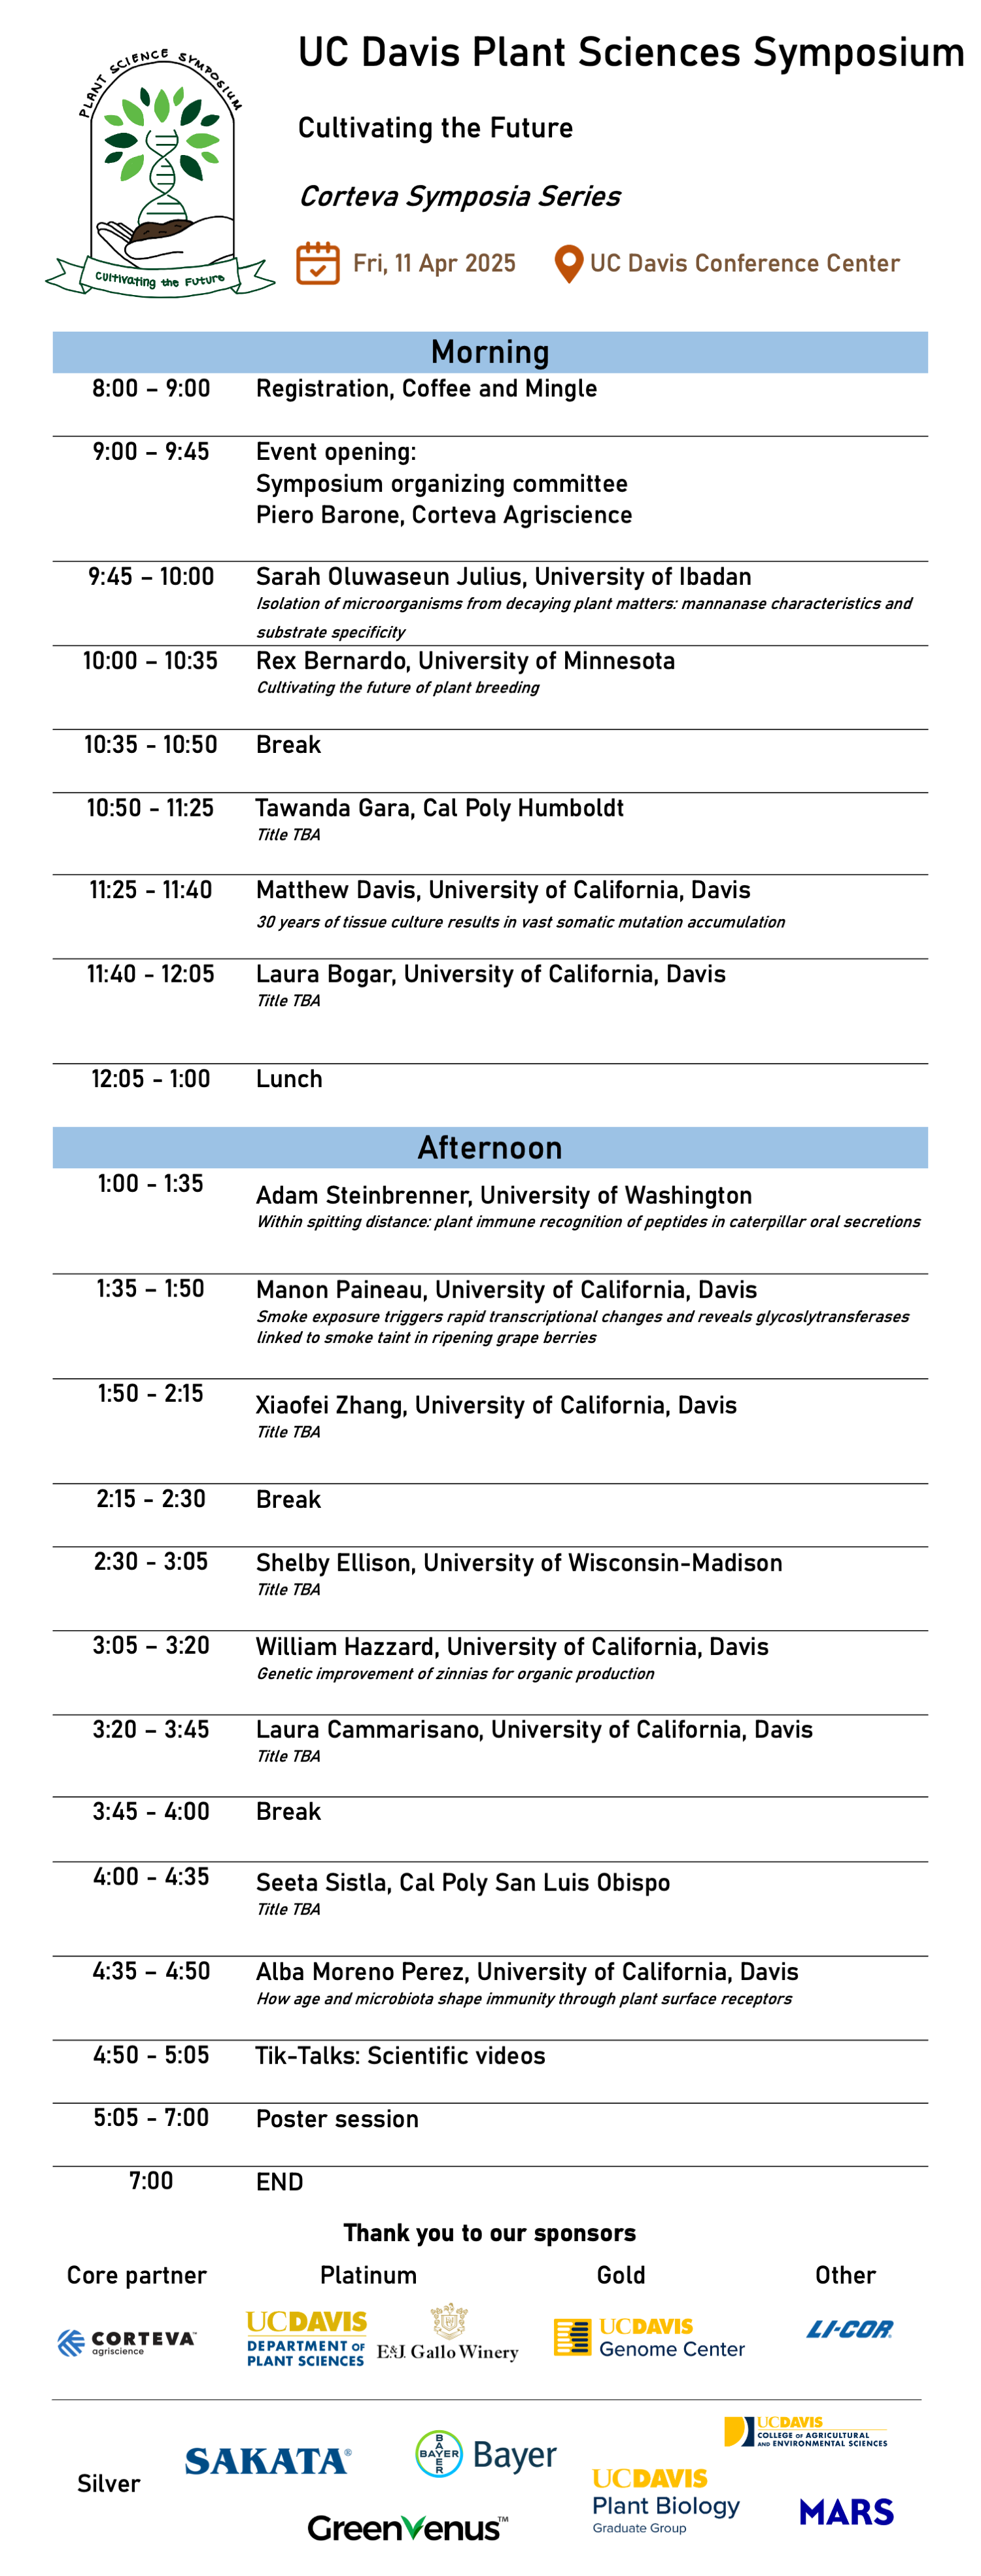 PLANT SCIENCE SYMPOSIUM
Cultivating the Future
UC Davis Plant Sciences Symposium
Cultivating the Future
Corteva Symposia Series
Fri, 11 Apr 2025
UC Davis Conference Center
Morning
8:00 – 9:00 Registration, Coffee and Mingle
9:00 – 9:45 Event opening:
Symposium organizing committee
Piero Barone, Corteva Agriscience
9:45 – 10:00 Sarah Oluwaseun Julius, University of Ibadan
Isolation of microorganisms from decaying plant matters: mannanase characteristics and
substrate specificity
10:00 – 10:35 Rex Bernardo, University of Minnesota
Cultivating the future of plant breeding
10:35 - 10:50 Break
10:50 - 11:25 Tawanda Gara, Cal Poly Humboldt
Title TBA
11:25 - 11:40 Matthew Davis, University of California, Davis
30 years of tissue culture results in vast somatic mutation accumulation
11:40 - 12:05 Laura Bogar, University of California, Davis
Title TBA
12:05 - 1:00 Lunch
Afternoon
1:00 - 1:35 Adam Steinbrenner, University of Washington
Within spitting distance: plant immune recognition of peptides in caterpillar oral secretions
1:35 – 1:50 Manon Paineau, University of California, Davis
Smoke exposure triggers rapid transcriptional changes and reveals glycoslytransferases
linked to smoke taint in ripening grape berries
1:50 - 2:15 Xiaofei Zhang, University of California, Davis
Title TBA
2:15 - 2:30 Break
2:30 - 3:05 Shelby Ellison, University of Wisconsin-Madison
Title TBA
3:05 – 3:20 William Hazzard, University of California, Davis
Genetic improvement of zinnias for organic production
3:20 – 3:45 Laura Cammarisano, University of California, Davis
Title TBA
3:45 - 4:00 Break
4:00 - 4:35 Seeta Sistla, Cal Poly San Luis Obispo
Title TBA
4:35 – 4:50 Alba Moreno Perez, University of California, Davis
How age and microbiota shape immunity through plant surface receptors
4:50 - 5:05 Tik-Talks: Scientific videos
5:05 - 7:00 Poster session
7:00 END
Thank you to our sponsors
Core partner Platinum Gold Other
CORTEVA™
agriscience
UCDAVIS
DEPARTMENT OF
PLANT SCIENCES
E&J. Gallo Winery
UCDAVIS
Genome Center
LI-COR®
Silver
SAKATA®
BAYER
BAYER
Bayer
UCDAVIS
COLLEGE OF AGRICULTURAL
AND ENVIRONMENTAL SCIENCES
GreenVenus™
UCDAVIS
Plant Biology
Graduate Group
MARS